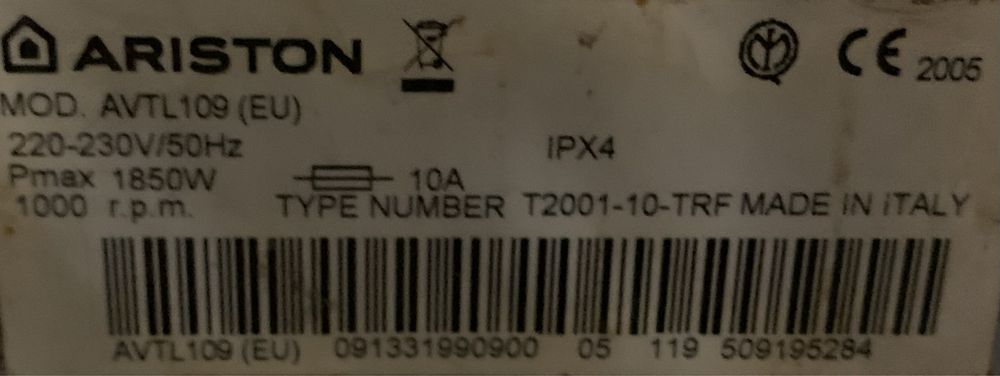 ARISTON CE 2005
MOD. AVTL109 (EU)
220-230V/50Hz IPX4
Pmax 1850W 10A
1000 r.p.m. TYPE NUMBER T2001-10-TRF MADE IN ITALY
AVTL109 (EU) 091331990900 05 119 509195284